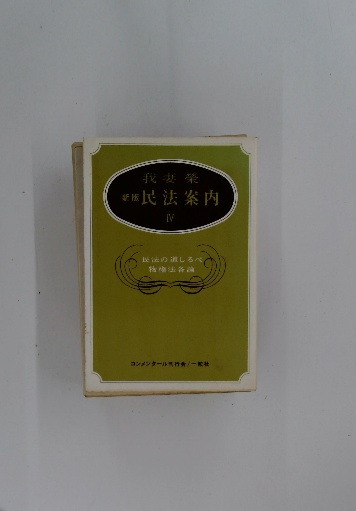 我妻榮
新版 民法案内
IV
民法の道しるべ
物権法各論
コンメンタール刊行会/一粒社